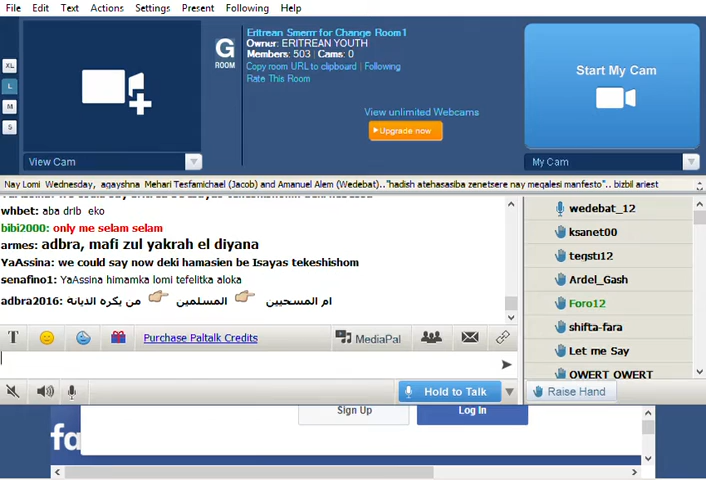 File Edit Text Actions Settings Present Following Help
XL
L
M
S
View Cam
G
ROOM
Eritrean Smerrr for Change Room1
Owner: ERITREAN YOUTH
Members: 503 | Cams: 0
Copy room URL to clipboard | Following
Rate This Room
View unlimited Webcams
Upgrade now
Start My Cam
My Cam
Nay Lomi Wednesday, agayshna Mehari Tesfamichael (Jacob) and Amanuel Alem (Wedebat).."hadish atehasasiba zenetsere nay meqalesi manfesto".. bizbil ariest
whbet: aba drib eko
bibi2000: only me selam selam
armes: adbra, mafi zul yakrah el diyana
YaAssina: we could say now deki hamasien be Isayas tekeshishom
senafino1: YaAssina himamka lomi tefelitka aloka
adbra2016: من يكره الديانه 👉 المسلمين 👉 ام المسحيين
T
Purchase Paltalk Credits
MediaPal
Hold to Talk
wedebat_12
ksanet00
tegsti12
Ardel_Gash
Foro12
shifta-fara
Let me Say
OWERT OWERT
Raise Hand
fa
Sign Up
Log In